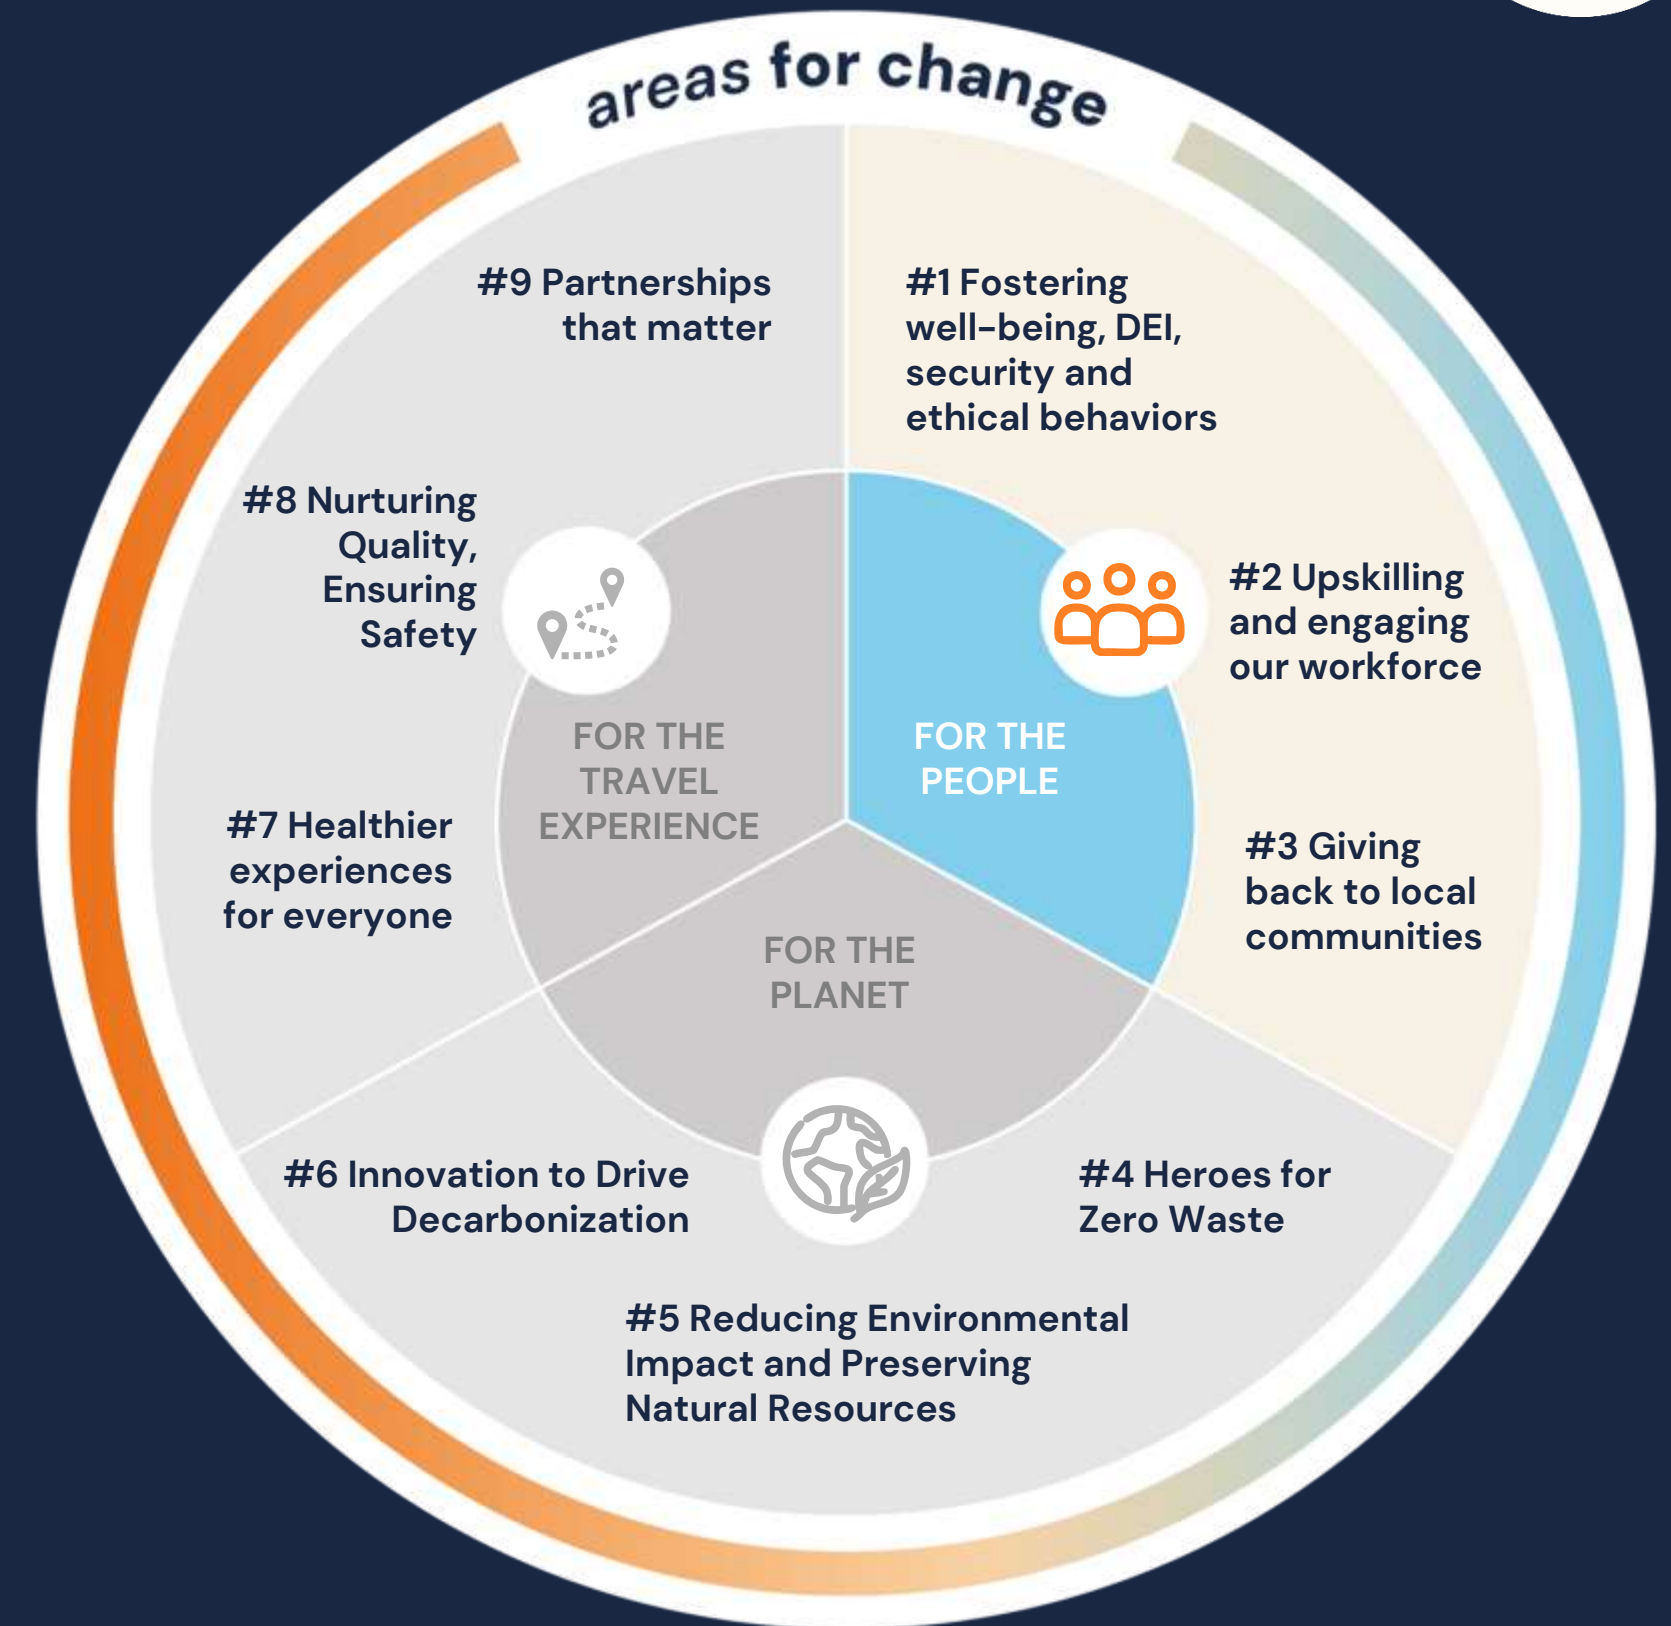 areas for change
#9 Partnerships
that matter
#1 Fostering
well-being, DEI,
security and
ethical behaviors
#8 Nurturing
Quality,
Ensuring
Safety
#2 Upskilling
and engaging
our workforce
FOR THE
TRAVEL
EXPERIENCE
FOR THE
PEOPLE
#7 Healthier
experiences
for everyone
#3 Giving
back to local
communities
FOR THE
PLANET
#6 Innovation to Drive
Decarbonization
#4 Heroes for
Zero Waste
#5 Reducing Environmental
Impact and Preserving
Natural Resources